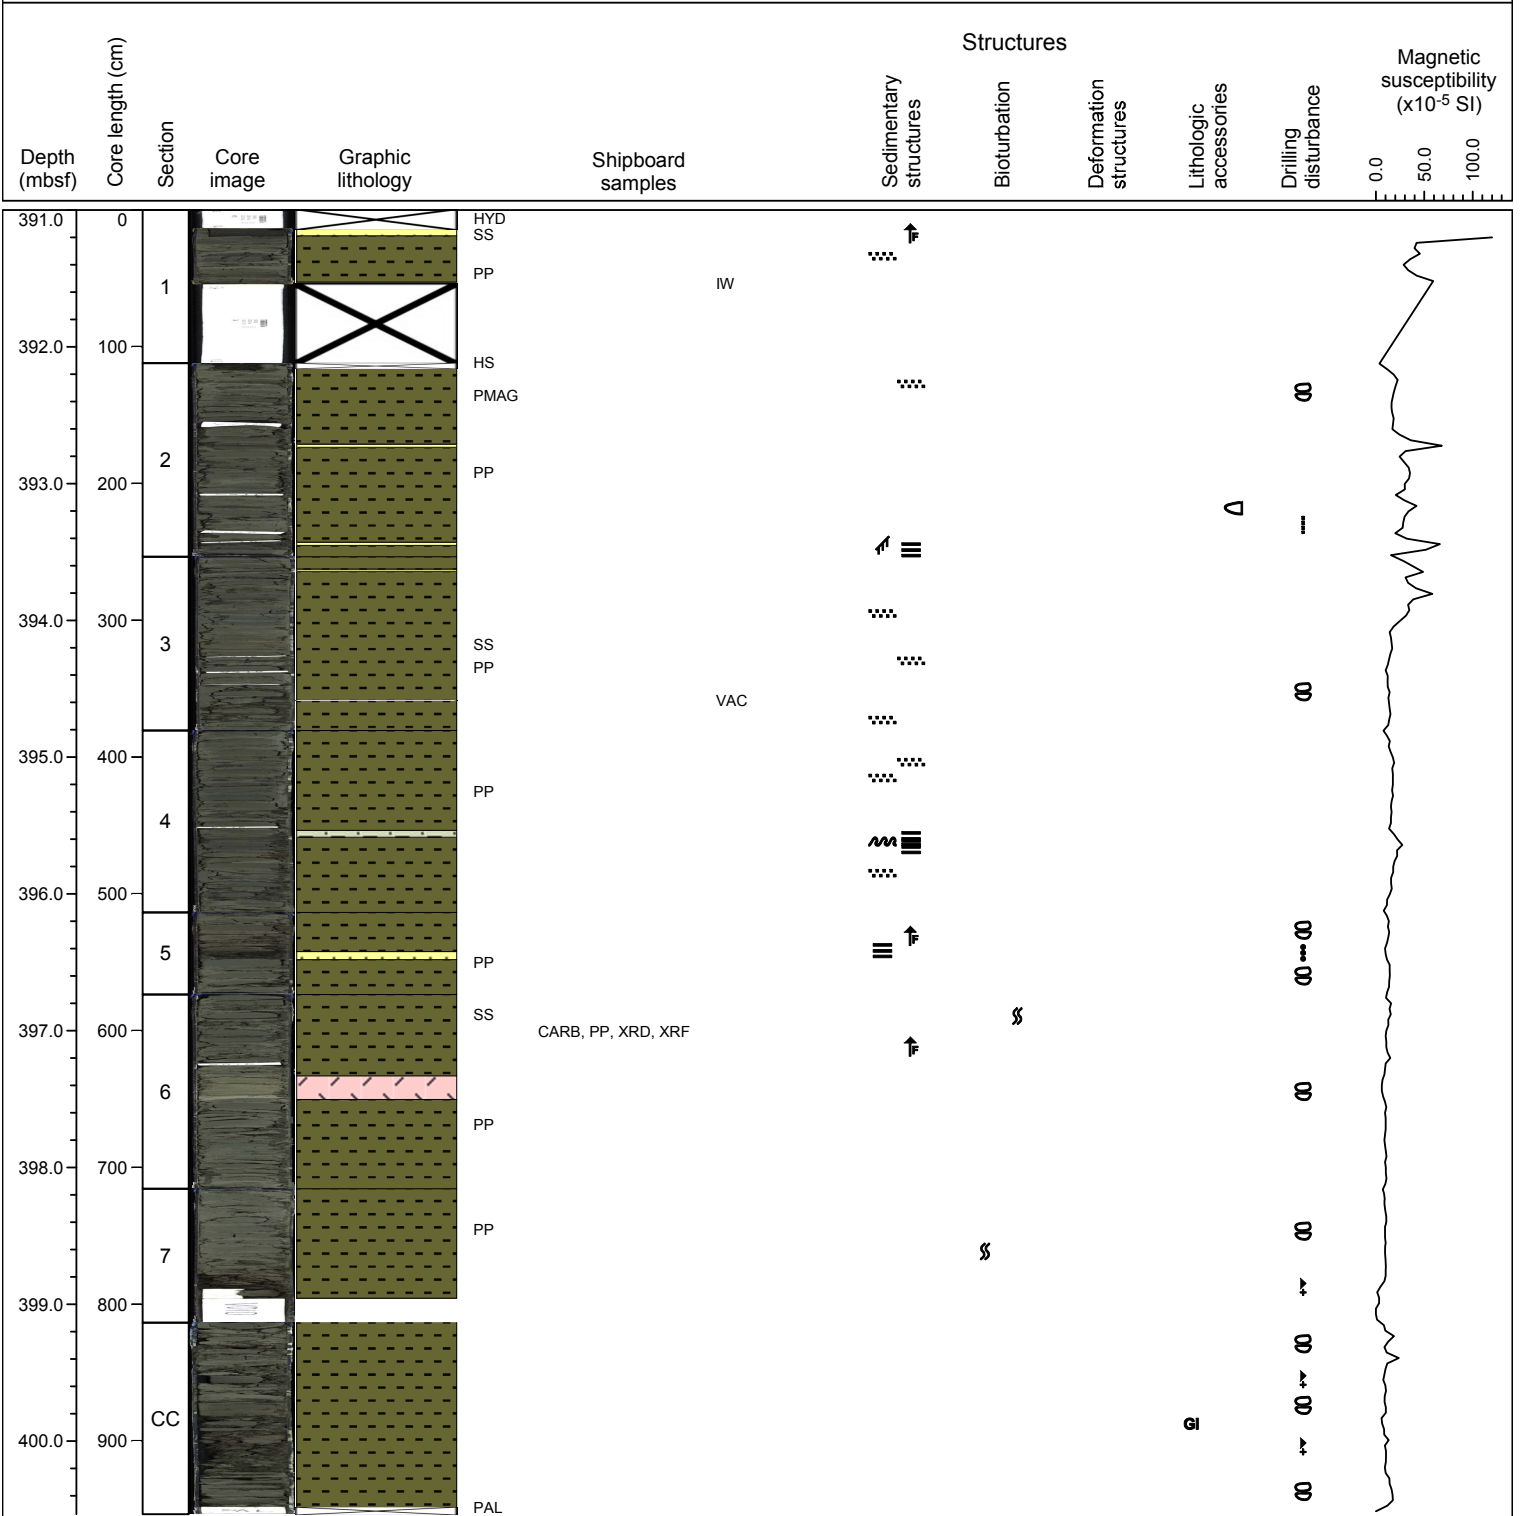 Structures
Depth
(mbsf)
Core length (cm)
Section
Core
image
Graphic
lithology
Shipboard
samples
Sedimentary
structures
Bioturbation
Deformation
structures
Lithologic
accessories
Drilling
disturbance
Magnetic
susceptibility
(x10-5 SI)
0.0
50.0
100.0
391.0
0
HYD
SS
F
PP
IW
1
392.0
100
HS
PMAG
2
PP
393.0
200
394.0
300
3
SS
PP
VAC
395.0
400
PP
4
396.0
500
F
5
PP
SS
397.0
600
CARB, PP, XRD, XRF
F
6
PP
398.0
700
PP
7
399.0
800
CC
GI
400.0
900
PAL